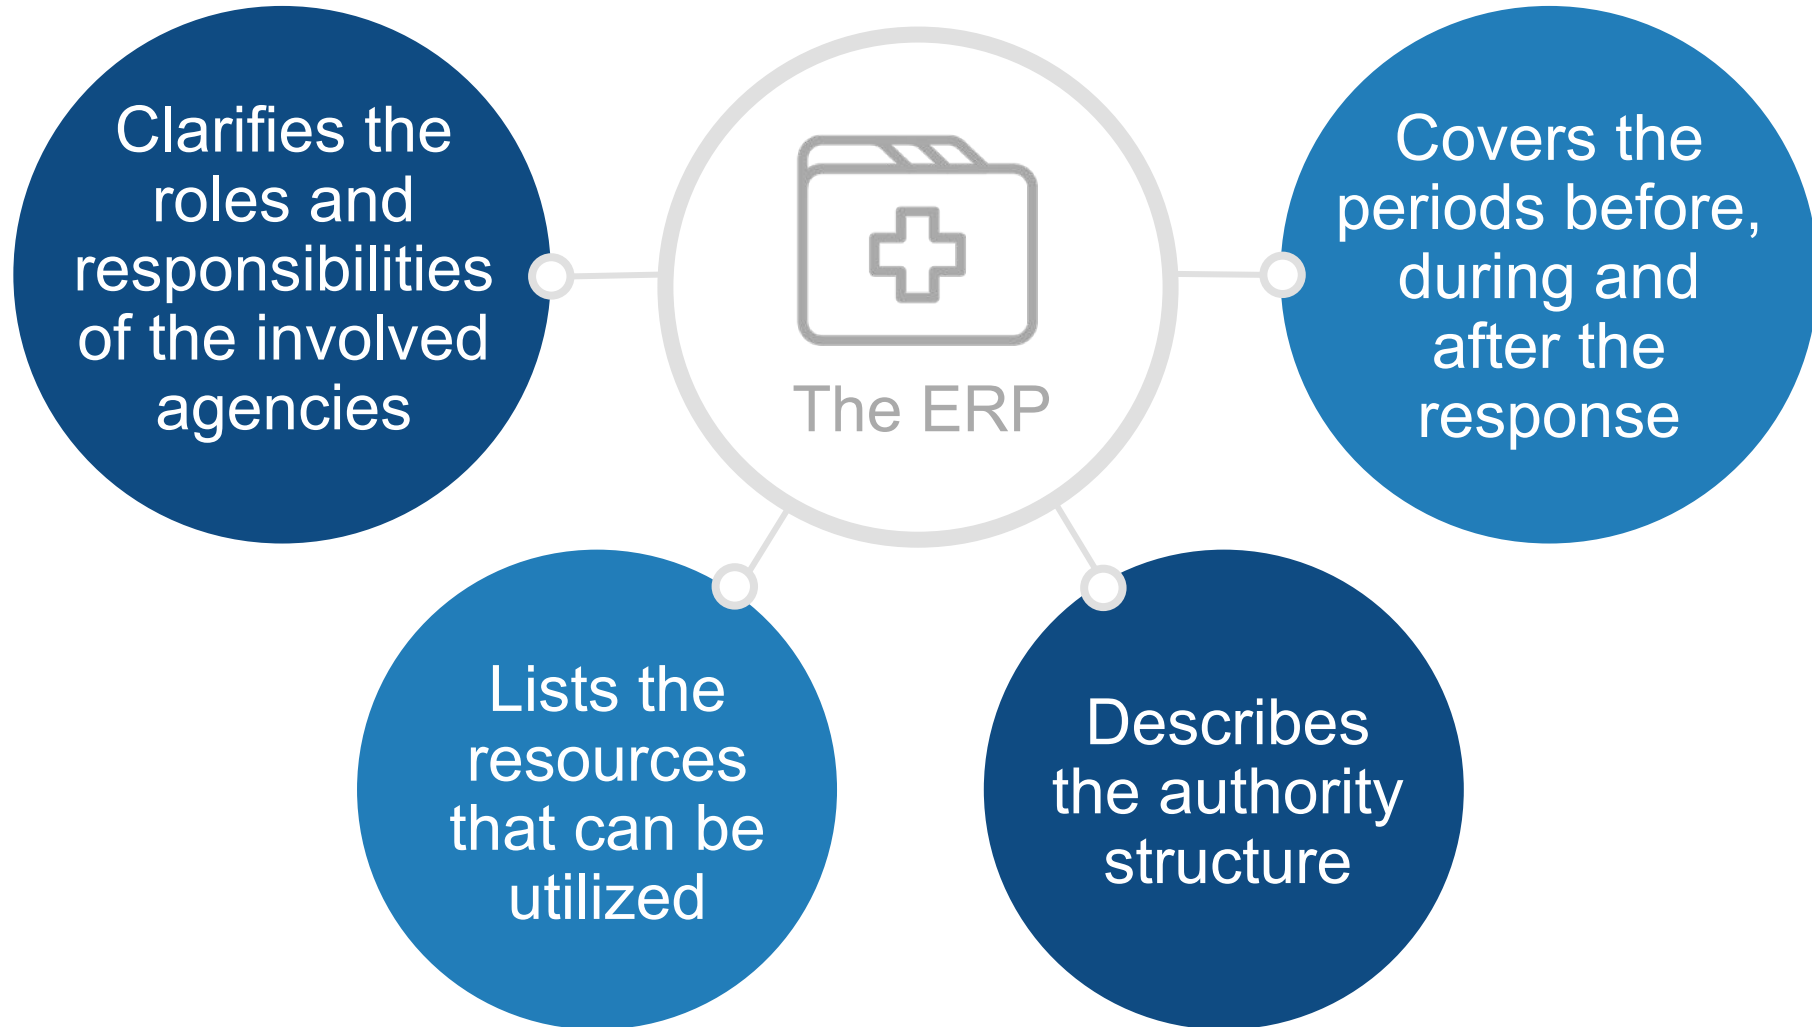 Clarifies the
roles and
responsibilities
of the involved
agencies
The ERP
Covers the
periods before,
during and
after the
response
Lists the
resources
that can be
utilized
Describes
the authority
structure